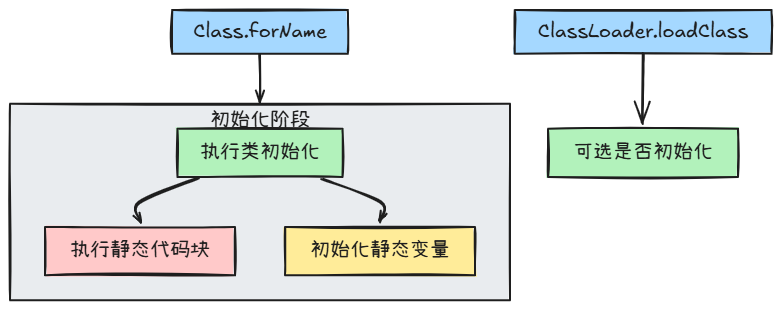 Class.forName
ClassLoader.loadClass
初始化阶段
执行类初始化
可选是否初始化
执行静态代码块
初始化静态变量